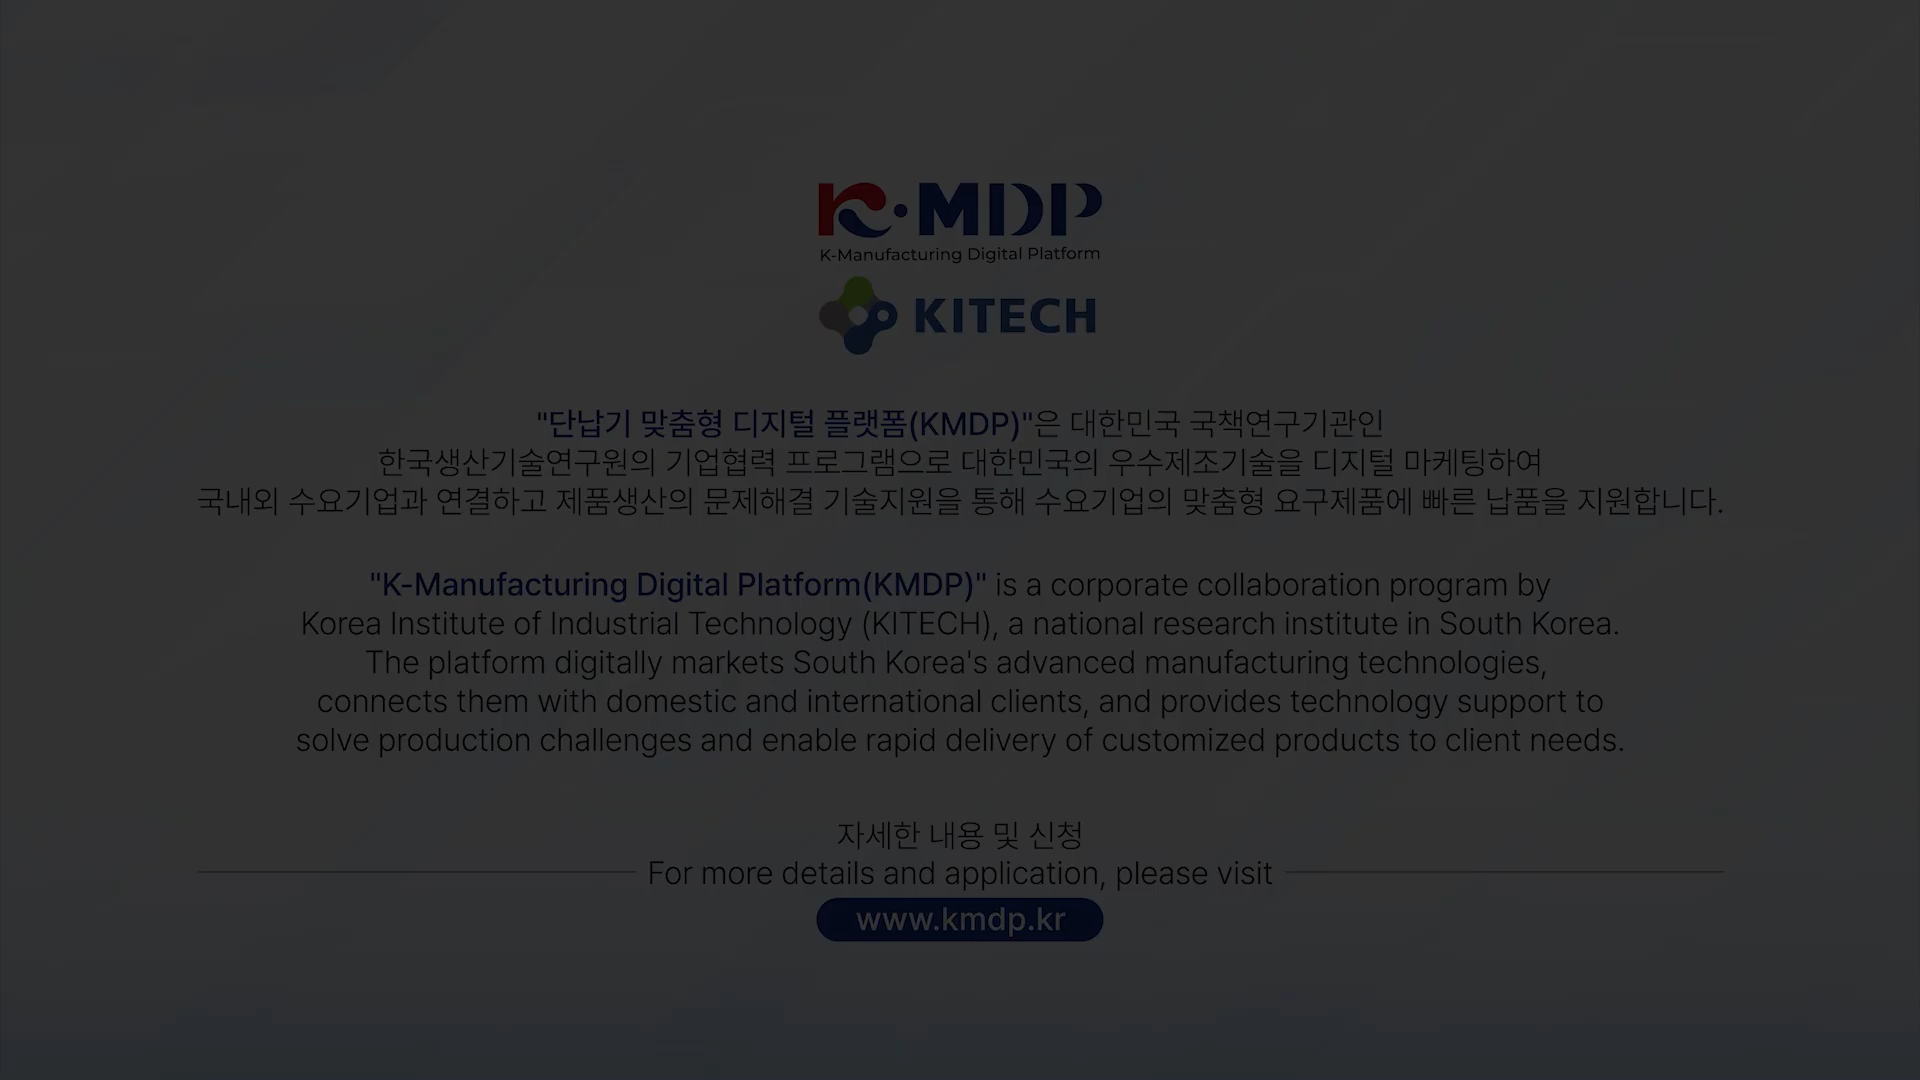 K·MDP
K-Manufacturing Digital Platform
KITECH
"단납기 맞춤형 디지털 플랫폼(KMDP)"은 대한민국 국책연구기관인
한국생산기술연구원의 기업협력 프로그램으로 대한민국의 우수제조기술을 디지털 마케팅하여
국내외 수요기업과 연결하고 제품생산의 문제해결 기술지원을 통해 수요기업의 맞춤형 요구제품에 빠른 납품을 지원합니다.
"K-Manufacturing Digital Platform(KMDP)" is a corporate collaboration program by
Korea Institute of Industrial Technology (KITECH), a national research institute in South Korea.
The platform digitally markets South Korea's advanced manufacturing technologies,
connects them with domestic and international clients, and provides technology support to
solve production challenges and enable rapid delivery of customized products to client needs.
자세한 내용 및 신청
For more details and application, please visit
www.kmdp.kr